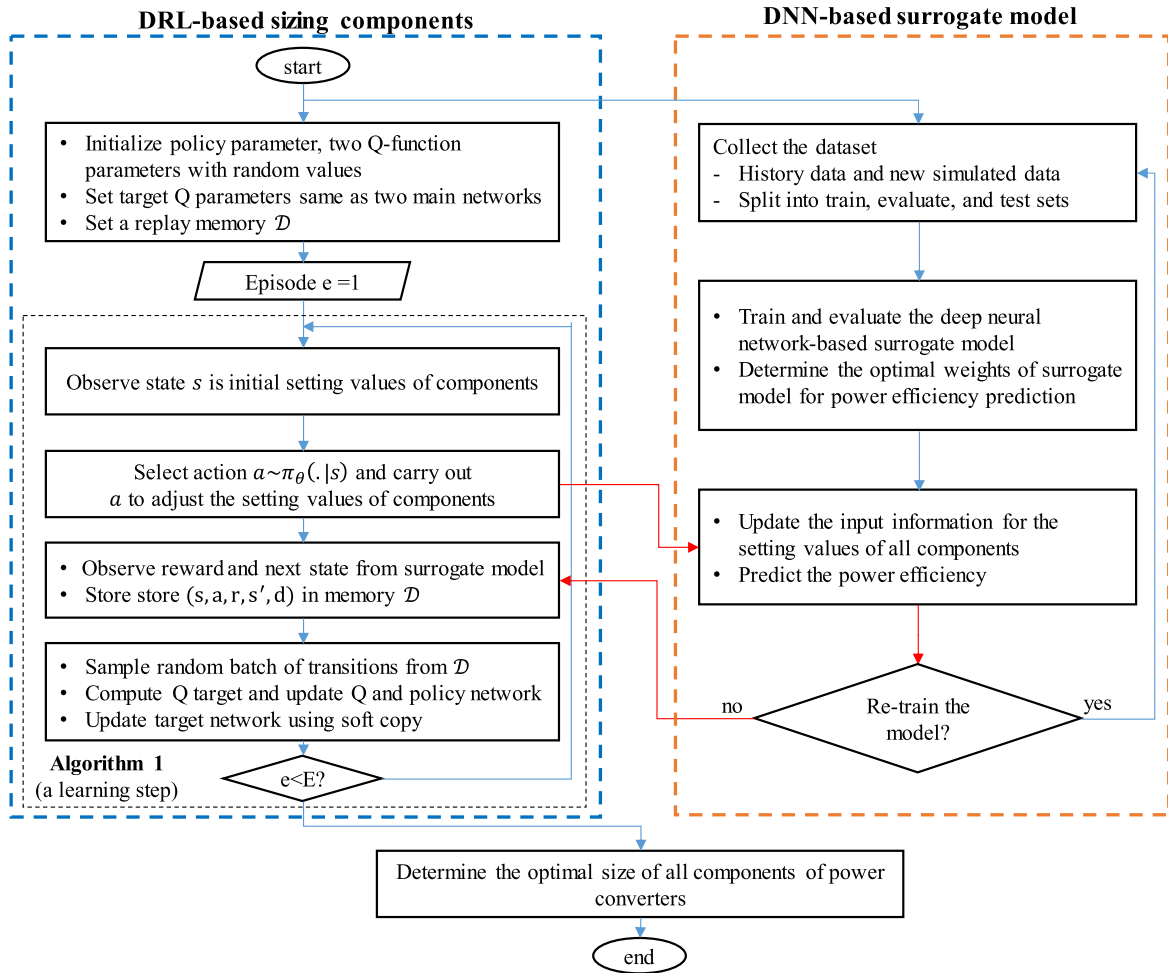 DRL-based sizing components
start
• Initialize policy parameter, two Q-function
parameters with random values
• Set target Q parameters same as two main networks
• Set a replay memory 𝒟
Episode e =1
Observe state s is initial setting values of components
Select action a~π_θ(.|s) and carry out
a to adjust the setting values of components
• Observe reward and next state from surrogate model
• Store store (s, a, r, s′, d) in memory 𝒟
• Sample random batch of transitions from 𝒟
• Compute Q target and update Q and policy network
• Update target network using soft copy
Algorithm 1
(a learning step)
e<E?
DNN-based surrogate model
Collect the dataset
- History data and new simulated data
- Split into train, evaluate, and test sets
• Train and evaluate the deep neural
network-based surrogate model
• Determine the optimal weights of surrogate
model for power efficiency prediction
• Update the input information for the
setting values of all components
• Predict the power efficiency
no
Re-train the
model?
yes
Determine the optimal size of all components of power
converters
end